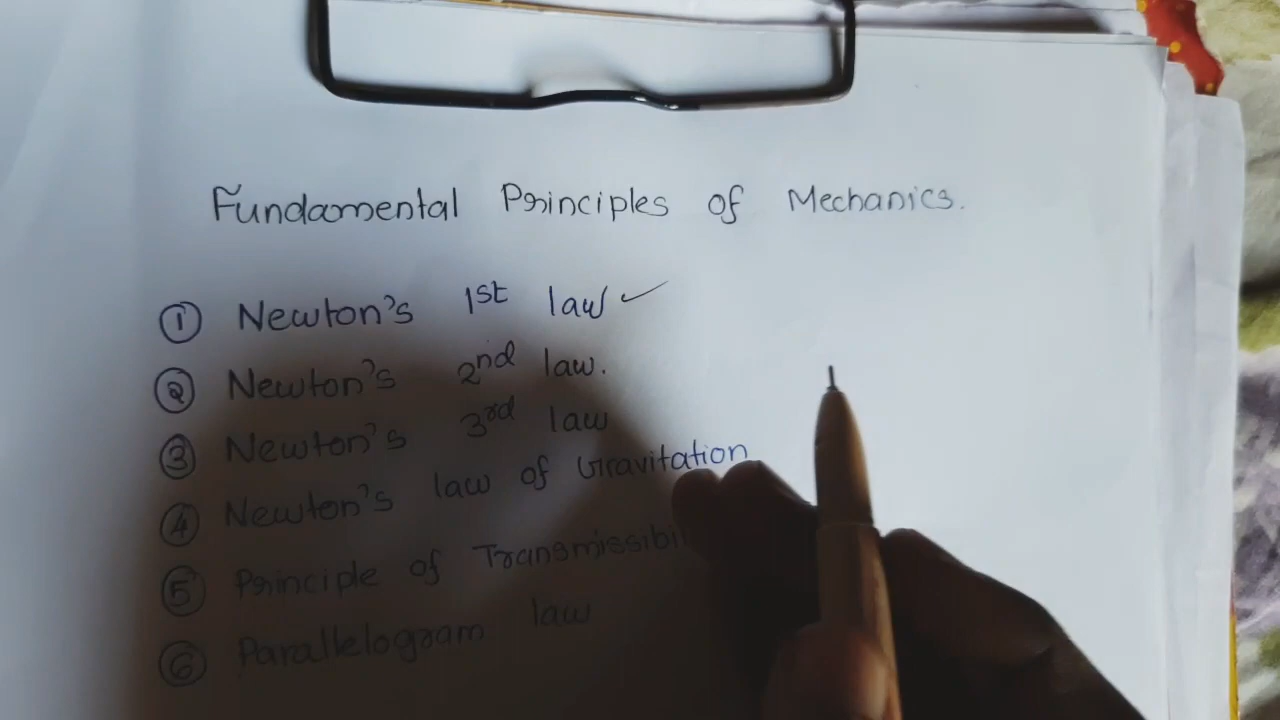 Fundamental Principles of Mechanics.
① Newton's 1st law ✓
② Newton's 2nd law.
③ Newton's 3rd law
④ Newton's law of Gravitation
⑤ Principle of Transmissibil
⑥ Parallelogram law